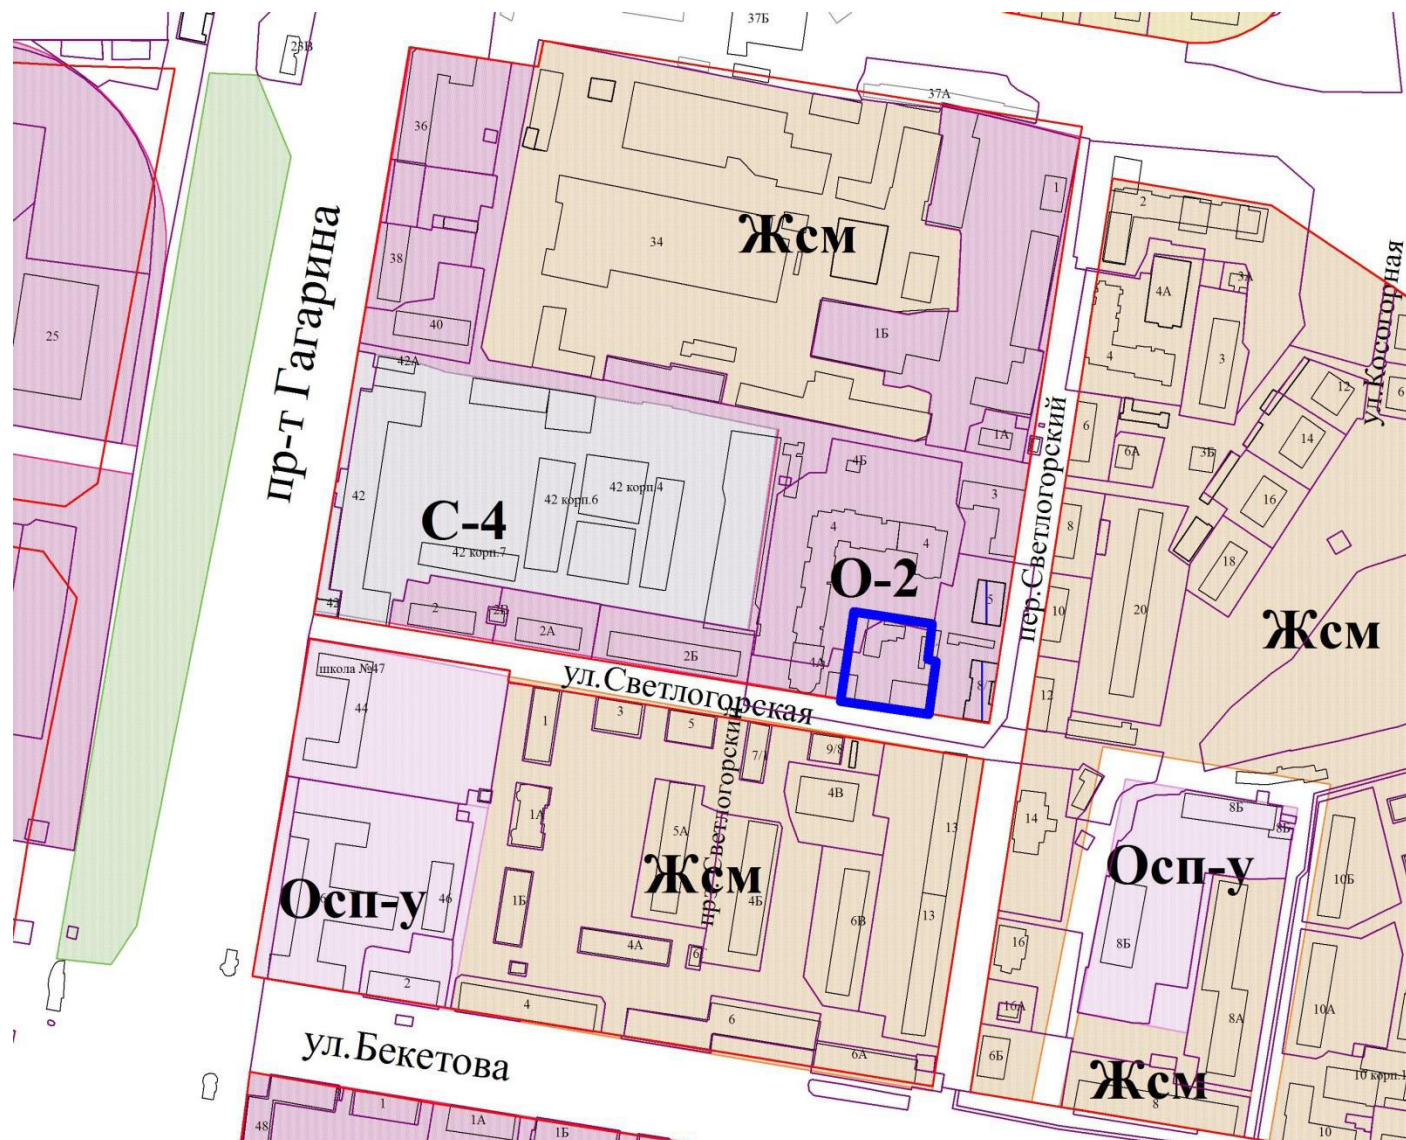 37Б
23В
37А
36
1
2
пр-т Гагарина
Жсм
34
ул.Косогорная
38
3А
4А
25
40
1Б
42А
4
3
12
6
пер.Светлогорский
6
1А
14
6А
3Б
4Б
42
42 корп.6
42 корп.4
3
16
С-4
4
4
8
42 корп.7
О-2
18
42
2
2В
2А
5
10
20
Жсм
2Б
4А
школа №47
ул.Светлогорская
8/
12
44
1
3
5
7/1
9/8
пр.Светлогорский
4В
1А
5А
13
14
8Б
8Б
Осп-у
Жсм
Осп-у
10Б
1Б
46
4Б
6В
13
4А
6
16
8Б
2
4
6
16А
8А
10А
ул.Бекетова
6А
6Б
Жсм
10 корп.1
1
8
48
1А
1Б
10